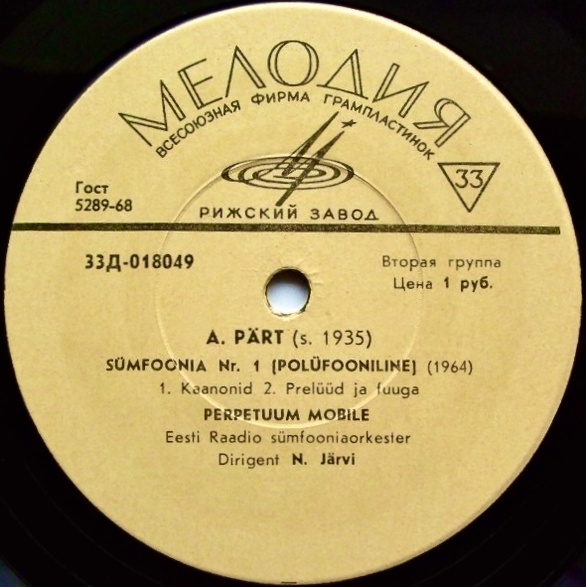 МЕЛОДИЯ
ВСЕСОЮЗНАЯ ФИРМА ГРАМПЛАСТИНОК
33
Гост
5289-68
РИЖСКИЙ ЗАВОД
33Д-018049
Вторая группа
Цена 1 руб.
A. PÄRT (s. 1935)
SÜMFOONIA Nr. 1 [POLÜFOONILINE] (1964)
1. Kaanonid 2. Prelüüd ja fuuga
PERPETUUM MOBILE
Eesti Raadio sümfooniaorkester
Dirigent N. Järvi